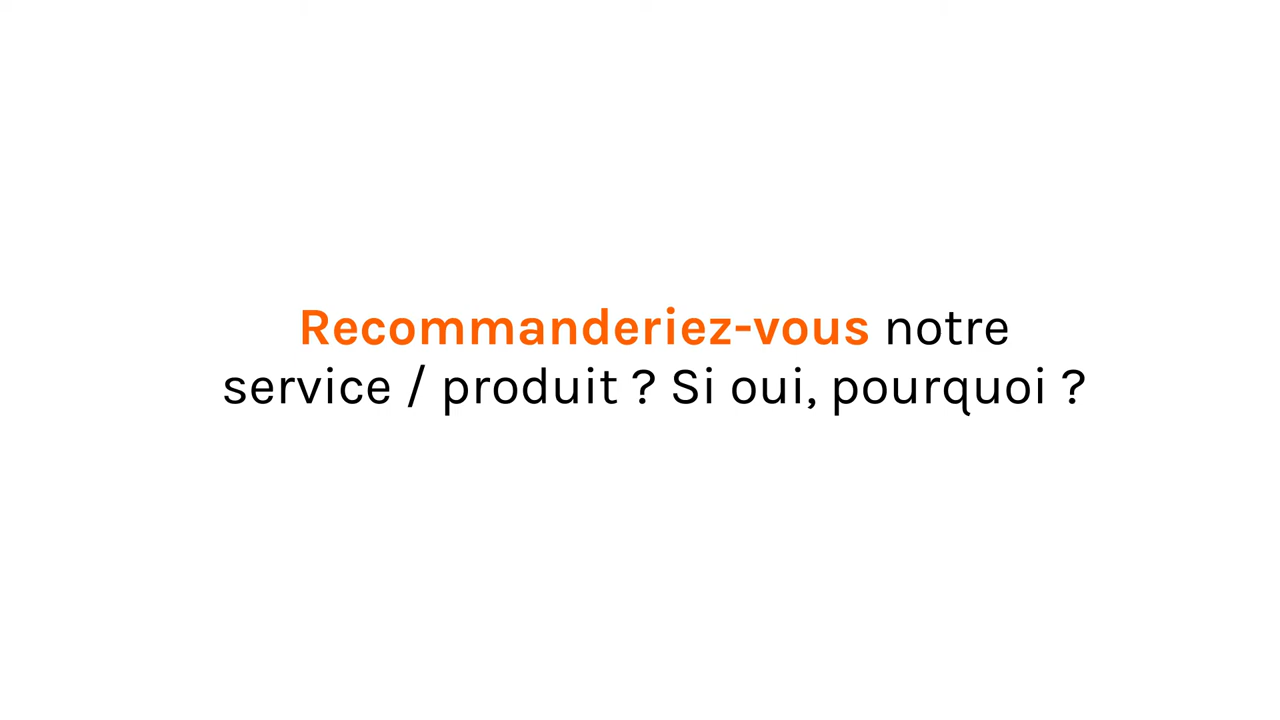 Recommanderiez-vous notre
service / produit ? Si oui, pourquoi ?